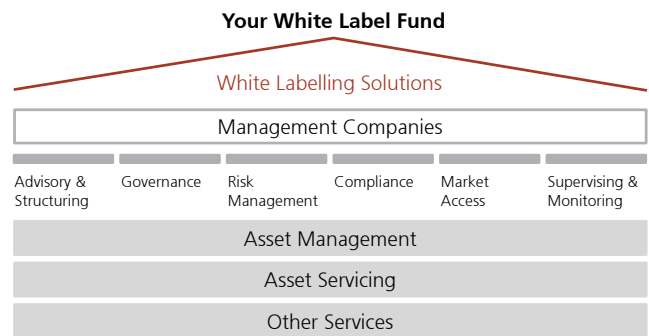 Your White Label Fund
White Labelling Solutions
Management Companies
Advisory &
Structuring
Governance
Risk
Management
Compliance
Market
Access
Supervising &
Monitoring
Asset Management
Asset Servicing
Other Services